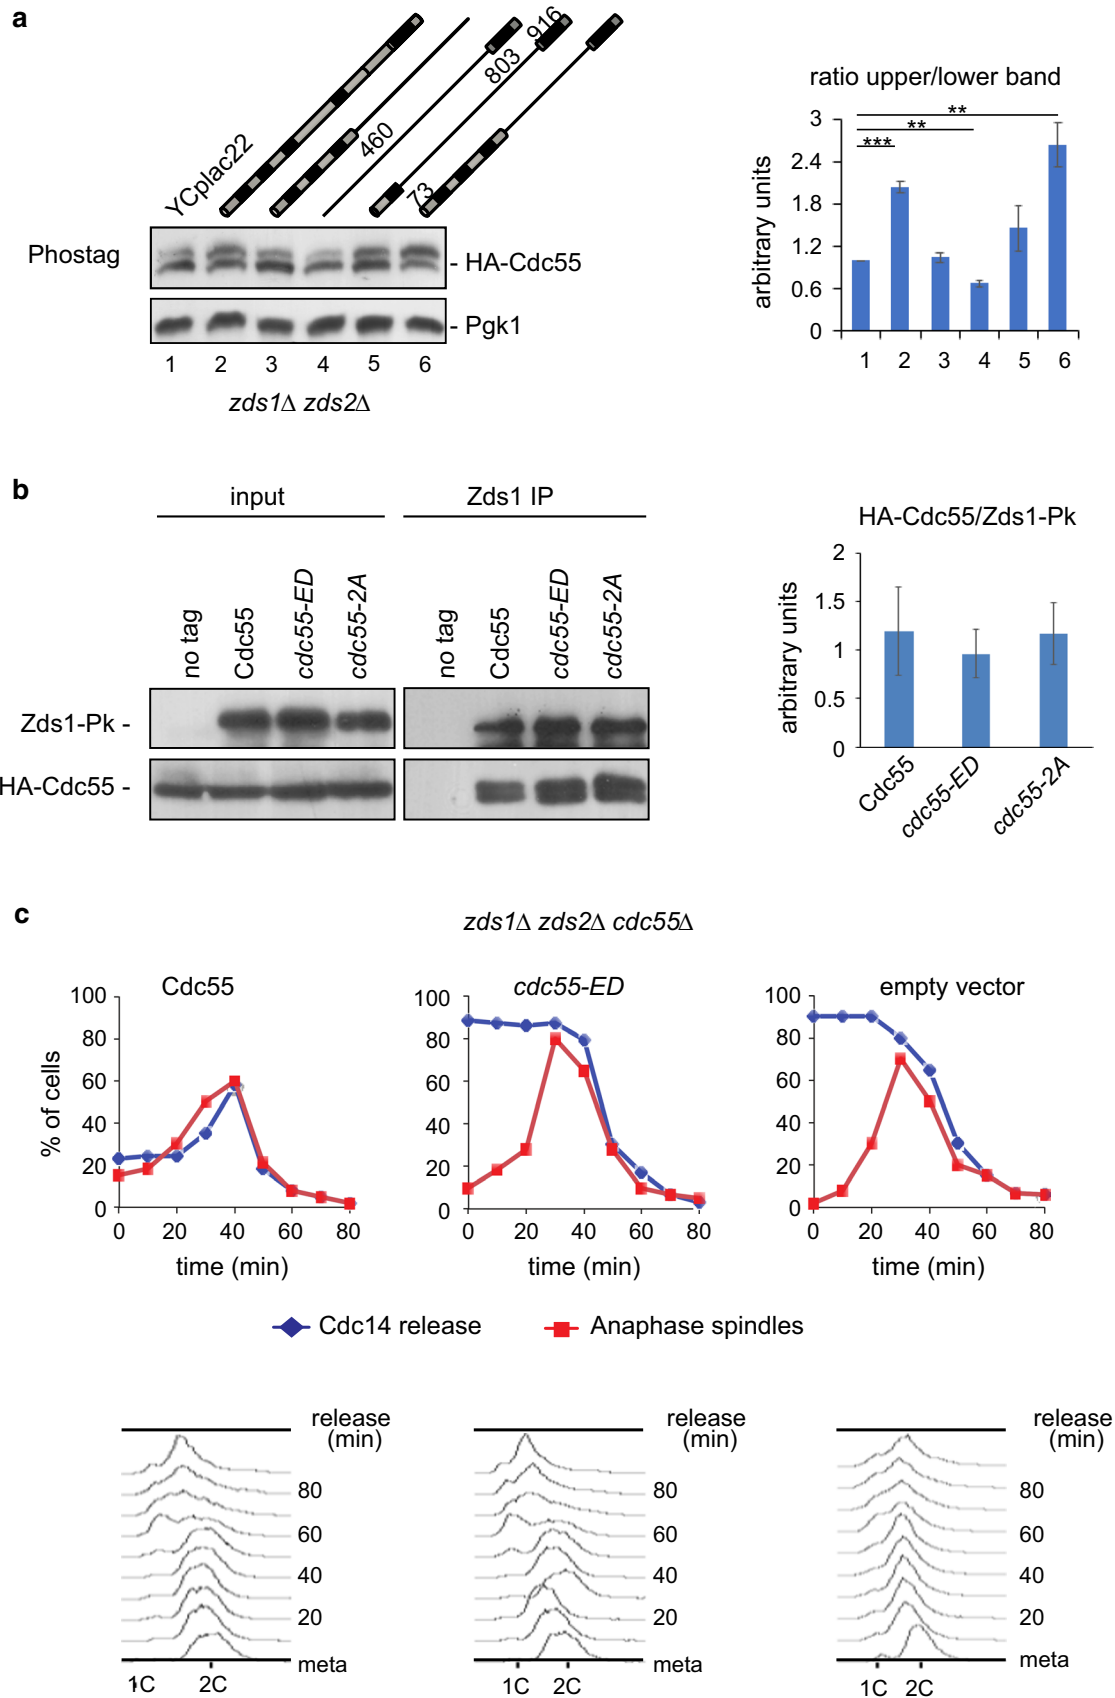 a
YCplac22
460
803
916
73
Phostag
- HA-Cdc55
- Pgk1
1 2 3 4 5 6
zds1Δ zds2Δ
ratio upper/lower band
arbitrary units
3
2.4
1.8
1.2
0.6
0
***
**
**
1 2 3 4 5 6
b
input
Zds1 IP
no tag
Cdc55
cdc55-ED
cdc55-2A
no tag
Cdc55
cdc55-ED
cdc55-2A
Zds1-Pk -
HA-Cdc55 -
HA-Cdc55/Zds1-Pk
arbitrary units
2
1.5
1
0.5
0
Cdc55
cdc55-ED
cdc55-2A
c
zds1Δ zds2Δ cdc55Δ
Cdc55
% of cells
100
80
60
40
20
0
0 20 40 60 80
time (min)
cdc55-ED
100
80
60
40
20
0
0 20 40 60 80
time (min)
empty vector
100
80
60
40
20
0
0 20 40 60 80
time (min)
Cdc14 release
Anaphase spindles
release
(min)
80
60
40
20
meta
1C 2C
release
(min)
80
60
40
20
meta
1C 2C
release
(min)
80
60
40
20
meta
1C 2C